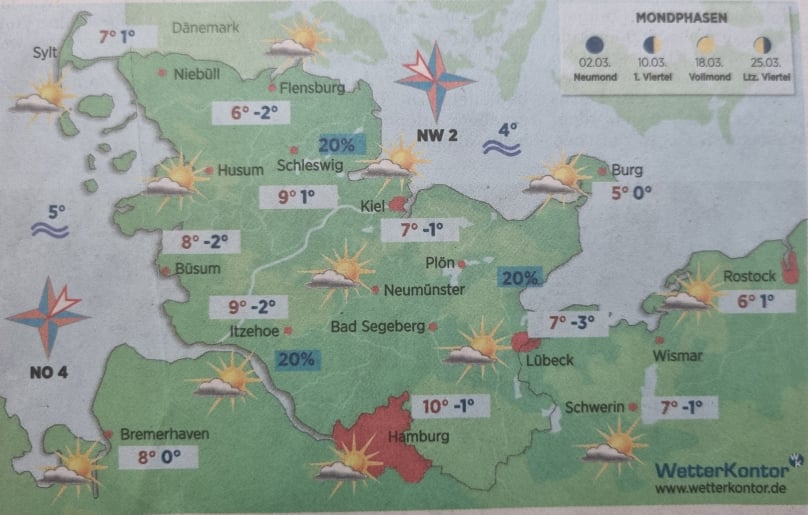 MONDPHASEN
02.03. 10.03. 18.03. 25.03.
Neumond 1. Viertel Vollmond Ltz. Viertel
Dänemark
7° 1°
Sylt
Niebüll
Flensburg
6° -2°
NW 2
4°
20%
Schleswig
Husum
Burg
5° 0°
9° 1°
Kiel
7° -1°
5°
8° -2°
Büsum
Plön
20%
Neumünster
Rostock
6° 1°
9° -2°
Itzehoe
Bad Segeberg
7° -3°
Lübeck
Wismar
NO 4
20%
10° -1°
Hamburg
Schwerin
7° -1°
Bremerhaven
8° 0°
WetterKontor
www.wetterkontor.de